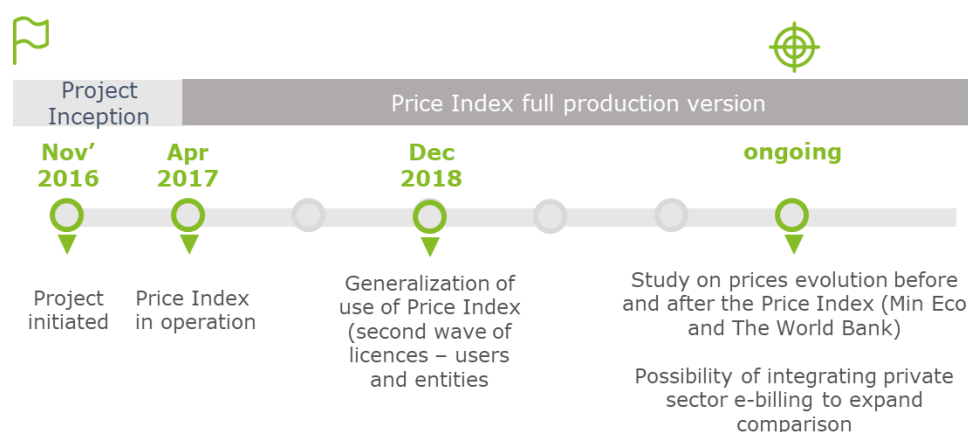 Project
Inception
Price Index full production version
Nov’
2016
Apr
2017
Dec
2018
ongoing
Project
initiated
Price Index
in operation
Generalization of
use of Price Index
(second wave of
licences – users
and entities
Study on prices evolution before
and after the Price Index (Min Eco
and The World Bank)
Possibility of integrating private
sector e-billing to expand
comparison